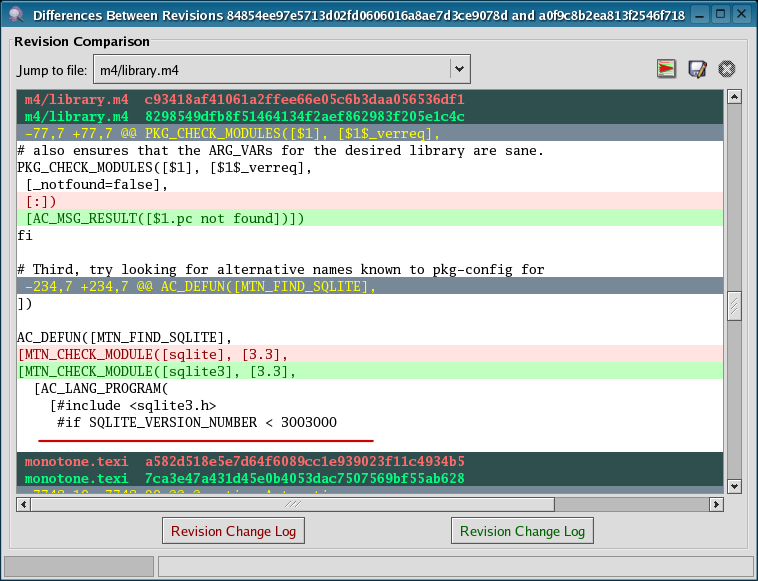 Differences Between Revisions 84854ee97e5713d02fd0606016a8ae7d3ce9078d and a0f9c8b2ea813f2546f718
Revision Comparison
Jump to file: m4/library.m4
m4/library.m4 c93418af41061a2ffee66e05c6b3daa056536df1
m4/library.m4 8298549dfb8f51464134f2aef862983f205e1c4c
-77,7 +77,7 @@ PKG_CHECK_MODULES([$1], [$1$_verreq],
# also ensures that the ARG_VARs for the desired library are sane.
PKG_CHECK_MODULES([$1], [$1$_verreq],
[_notfound=false],
[:])
[AC_MSG_RESULT([$1.pc not found])])
fi
# Third, try looking for alternative names known to pkg-config for
-234,7 +234,7 @@ AC_DEFUN([MTN_FIND_SQLITE],
])
AC_DEFUN([MTN_FIND_SQLITE],
[MTN_CHECK_MODULE([sqlite], [3.3],
[MTN_CHECK_MODULE([sqlite3], [3.3],
[AC_LANG_PROGRAM(
[#include <sqlite3.h>
#if SQLITE_VERSION_NUMBER < 3003000
monotone.texi a582d518e5e7d64f6089cc1e939023f11c4934b5
monotone.texi 7ca3e47a431d45e0b4053dac7507569bf55ab628
Revision Change Log
Revision Change Log